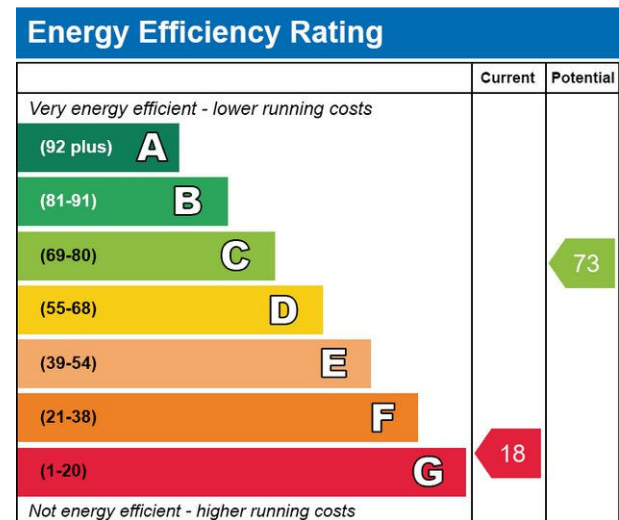 Energy Efficiency Rating
Current Potential
Very energy efficient - lower running costs
(92 plus) A
(81-91) B
(69-80) C
73
(55-68) D
(39-54) E
(21-38) F
18
(1-20) G
Not energy efficient - higher running costs